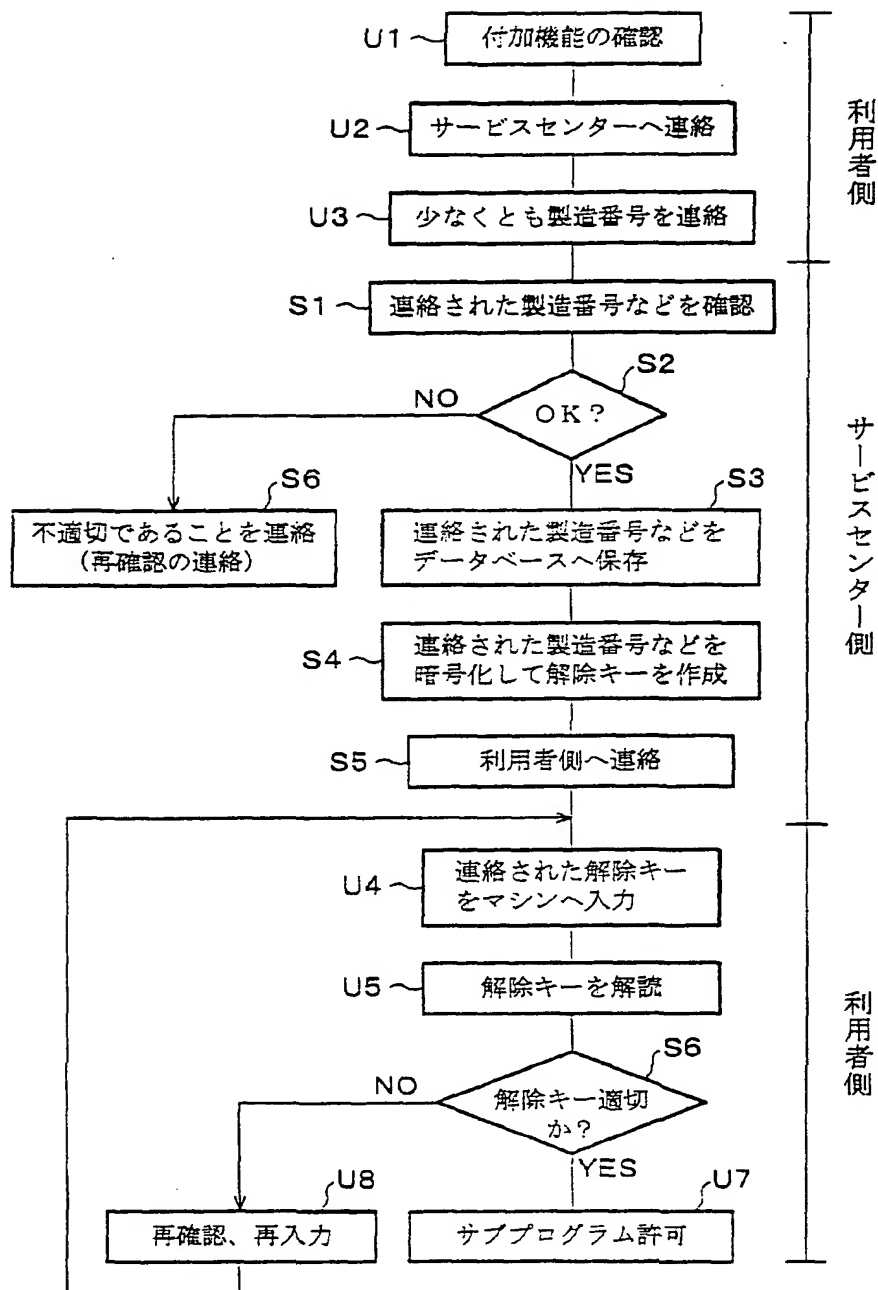 U1
付加機能の確認
U2
サービスセンターへ連絡
U3
少なくとも製造番号を連絡
利用者側
S1
連絡された製造番号などを確認
S2
OK?
NO
YES
S6
不適切であることを連絡
(再確認の連絡)
S3
連絡された製造番号などを
データベースへ保存
S4
連絡された製造番号などを
暗号化して解除キーを作成
S5
利用者側へ連絡
サービスセンター側
U4
連絡された解除キー
をマシンへ入力
U5
解除キーを解読
S6
解除キー適切
か?
NO
YES
U8
再確認、再入力
U7
サブプログラム許可
利用者側